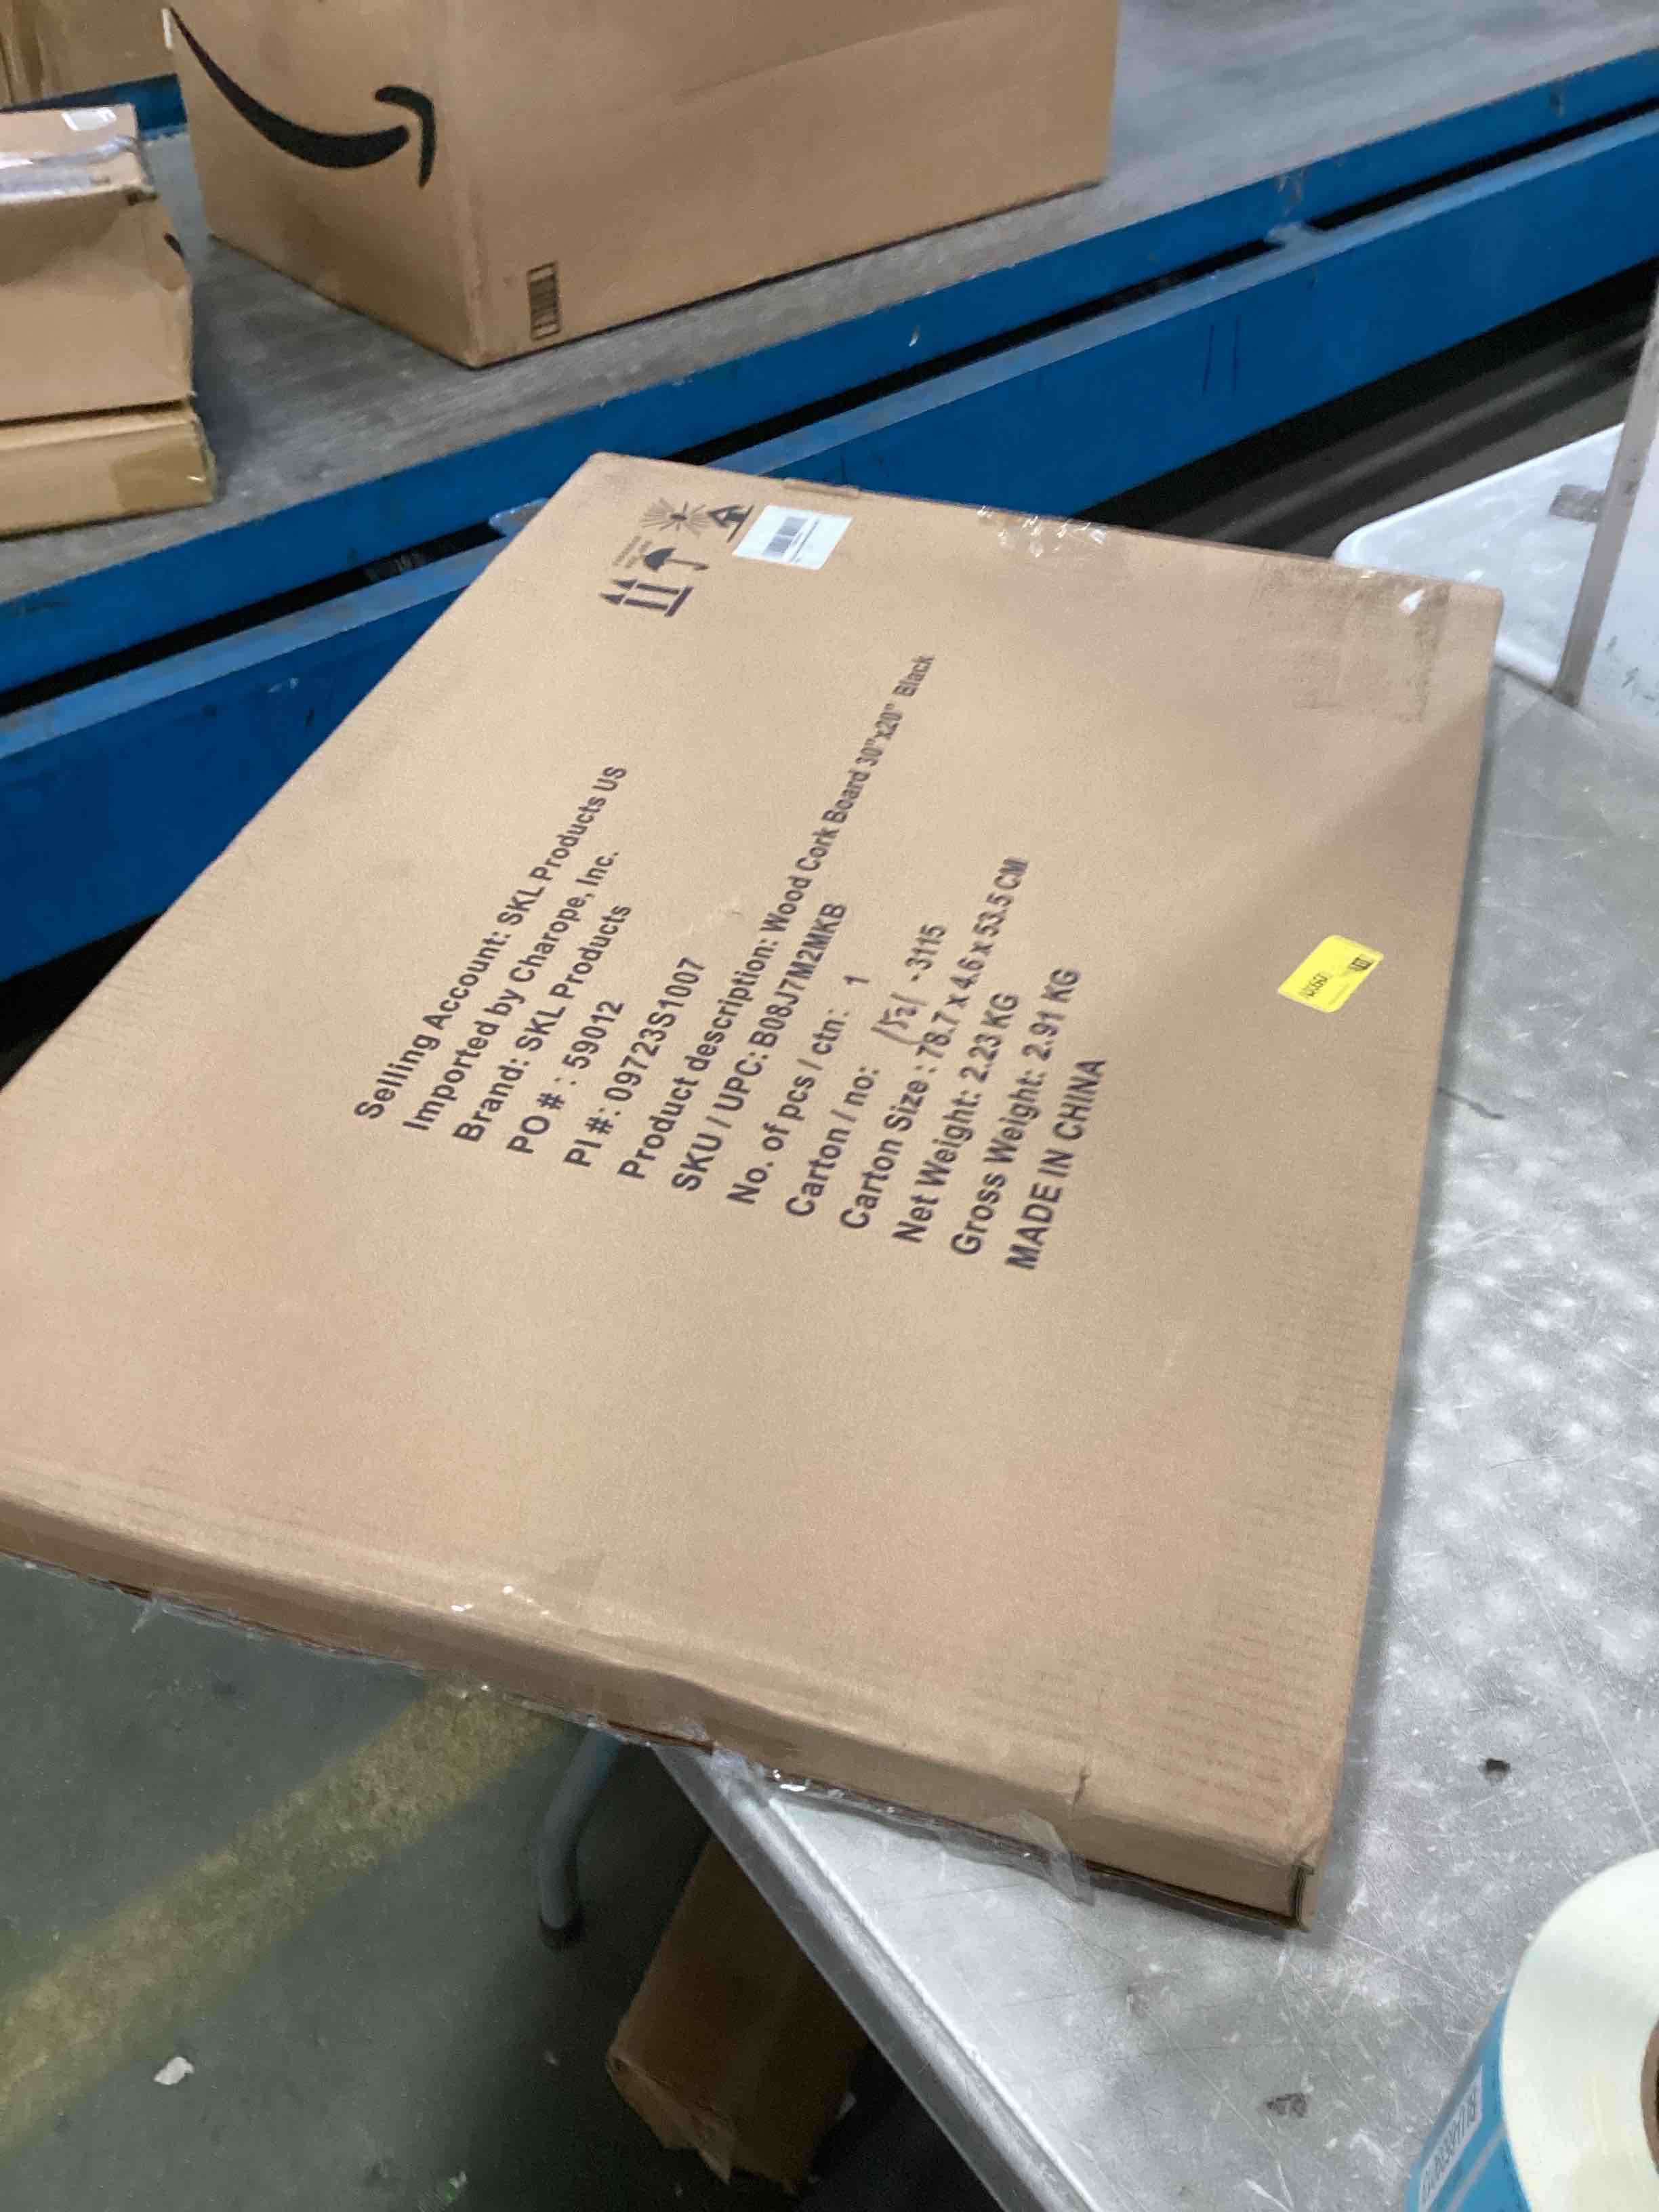 Selling Account: SKL Products US
Imported by Charope, Inc.
Brand: SKL Products
PO # : 59012
PI #: 09723S1007
Product description: Wood Cork Board 30"x20" Black
SKU / UPC: B08J7M2MKB
No. of pcs / ctn: 1
Carton / no: -3115
Carton Size : 78.7 x 4.6 x 53.5 CM
Net Weight: 2.23 KG
Gross Weight: 2.91 KG
MADE IN CHINA